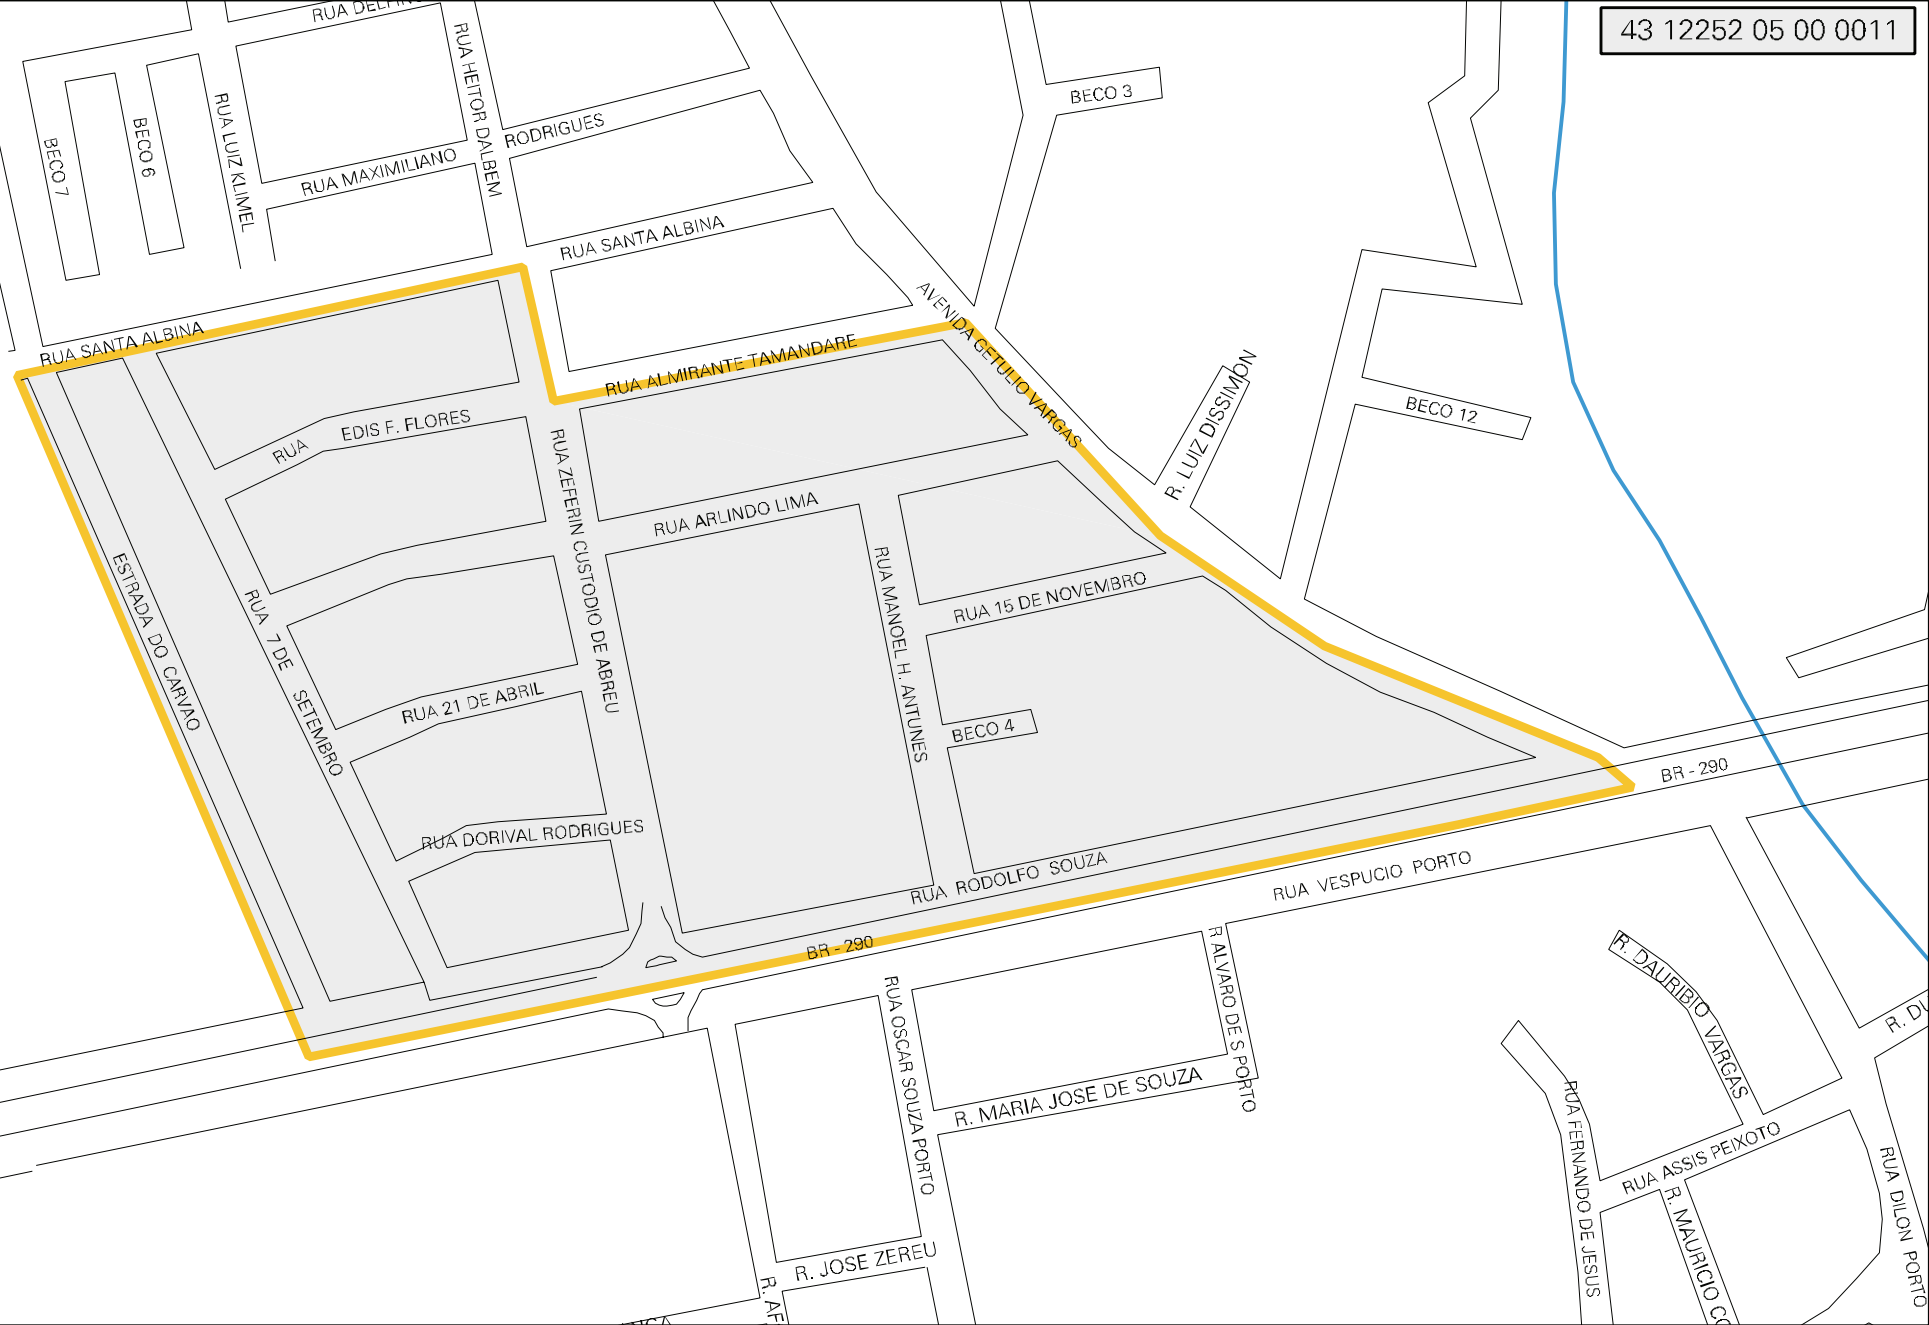 43 12252 05 00 0011
RUA HEITOR DALBEM
BECO 3
BECO 7
BECO 6
RUA LUIZ KLIMEL
RUA MAXIMILIANO RODRIGUES
RUA SANTA ALBINA
RUA SANTA ALBINA
AVENIDA GETULIO VARGAS
RUA ALMIRANTE TAMANDARE
R. LUIZ DISSIMON
BECO 12
RUA EDIS F. FLORES
RUA ZEFERIN CUSTODIO DE ABREU
RUA ARLINDO LIMA
RUA MANOEL H. ANTUNES
RUA 15 DE NOVEMBRO
ESTRADA DO CARVAO
RUA 7 DE SETEMBRO
RUA 21 DE ABRIL
BECO 4
BR - 290
RUA DORIVAL RODRIGUES
RUA RODOLFO SOUZA
RUA VESPUCIO PORTO
BR - 290
RUA OSCAR SOUZA PORTO
R ALVARO DE S PORTO
R. DAURIBIO VARGAS
R. MARIA JOSE DE SOUZA
RUA FERNANDO DE JESUS
RUA ASSIS PEIXOTO
RUA DILON PORTO
R. MAURICIO
R. JOSE ZEREU